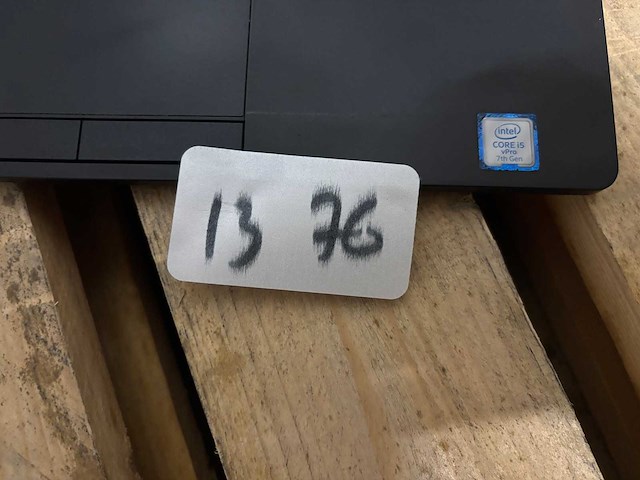 13 76
intel
CORE i5
vPro
7th Gen